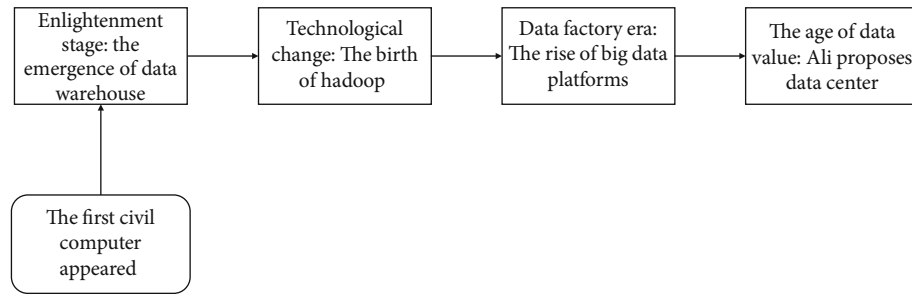 Enlightenment
stage: the
emergence of data
warehouse
Technological
change: The birth
of hadoop
Data factory era:
The rise of big data
platforms
The age of data
value: Ali proposes
data center
The first civil
computer
appeared